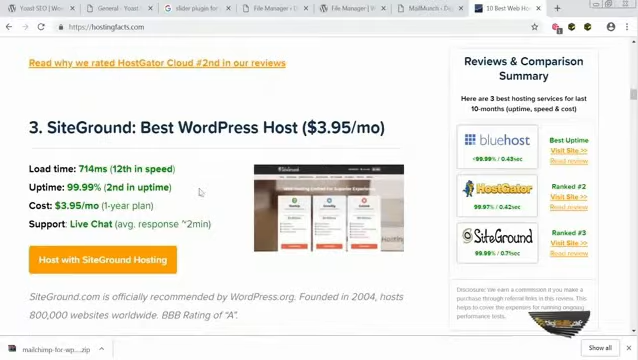 Yoast SEO | Wor
General - Yoast S
slider plugin for
File Manager - D
File Manager | W
MailMunch - Dig
10 Best Web Ho
https://hostingfacts.com
Read why we rated HostGator Cloud #2nd in our reviews
3. SiteGround: Best WordPress Host ($3.95/mo)
Load time: 714ms (12th in speed)
Uptime: 99.99% (2nd in uptime)
Cost: $3.95/mo (1-year plan)
Support: Live Chat (avg. response ~2min)
Host with SiteGround Hosting
SiteGround.com is officially recommended by WordPress.org. Founded in 2004, hosts
800,000 websites worldwide. BBB Rating of “A”.
Reviews & Comparison
Summary
Here are 3 best hosting services for last
10-months (uptime, speed & cost)
bluehost
Best Uptime
Visit Site >>
Read review
HostGator
99.97% / 0.42sec
Ranked #2
Visit Site >>
Read review
SiteGround
99.99% / 0.71sec
Ranked #3
Visit Site >>
Read review
Disclosure: We earn a commission if you make a
purchase through referral links in this review. This
helps to cover the expenses for running ongoing
performance tests.
mailchimp-for-wp....zip
Show all